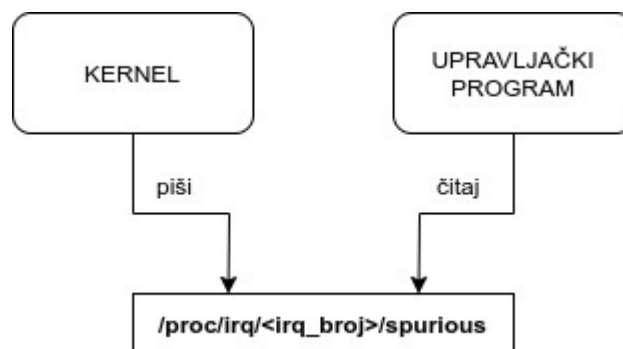 KERNEL
UPRAVLJAČKI
PROGRAM
piši
čitaj
/proc/irq/<irq_broj>/spurious